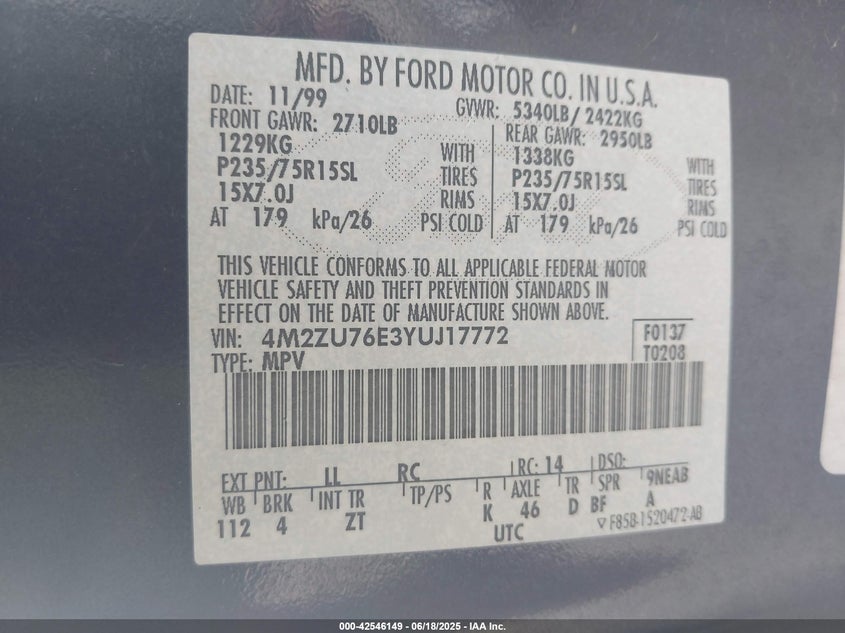 MFD. BY FORD MOTOR CO. IN U.S.A.
DATE: 11/99 GVWR: 5340LB/ 2422KG
FRONT GAWR: 2710LB REAR GAWR: 2950LB
1229KG WITH 1338KG WITH
P235/75R15SL TIRES P235/75R15SL TIRES
15X7.0J RIMS 15X7.0J RIMS
AT 179 kPa/26 PSI COLD AT 179 kPa/26 PSI COLD
THIS VEHICLE CONFORMS TO ALL APPLICABLE FEDERAL MOTOR
VEHICLE SAFETY AND THEFT PREVENTION STANDARDS IN
EFFECT ON THE DATE OF MANUFACTURE SHOWN ABOVE.
VIN: 4M2ZU76E3YUJ17772 F0137
TYPE: MPV T0208
EXT PNT: LL RC RC: 14 DSO:
WB BRK INT TR TP/PS R AXLE TR SPR 9NEAB
112 4 ZT K 46 D BF A
UTC ▽ F85B-1520472-AB
000-42546149 - 06/18/2025 - IAA Inc.